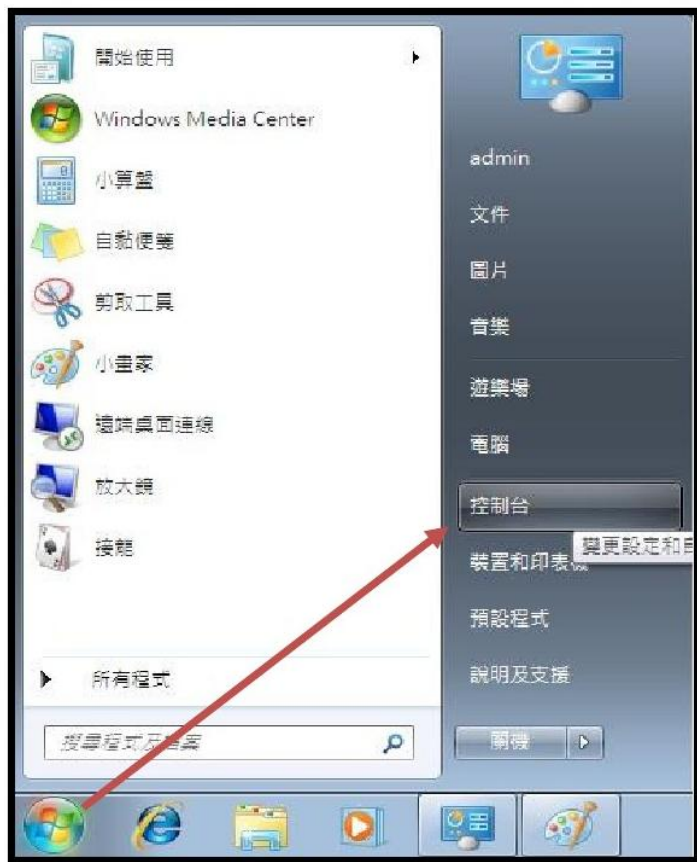 開始使用
Windows Media Center
小算盤
自黏便箋
剪取工具
小畫家
遠端桌面連線
放大鏡
接龍
所有程式
搜尋程式及檔案
admin
文件
圖片
音樂
遊樂場
電腦
控制台
變更設定和自
裝置和印表機
預設程式
說明及支援
關機